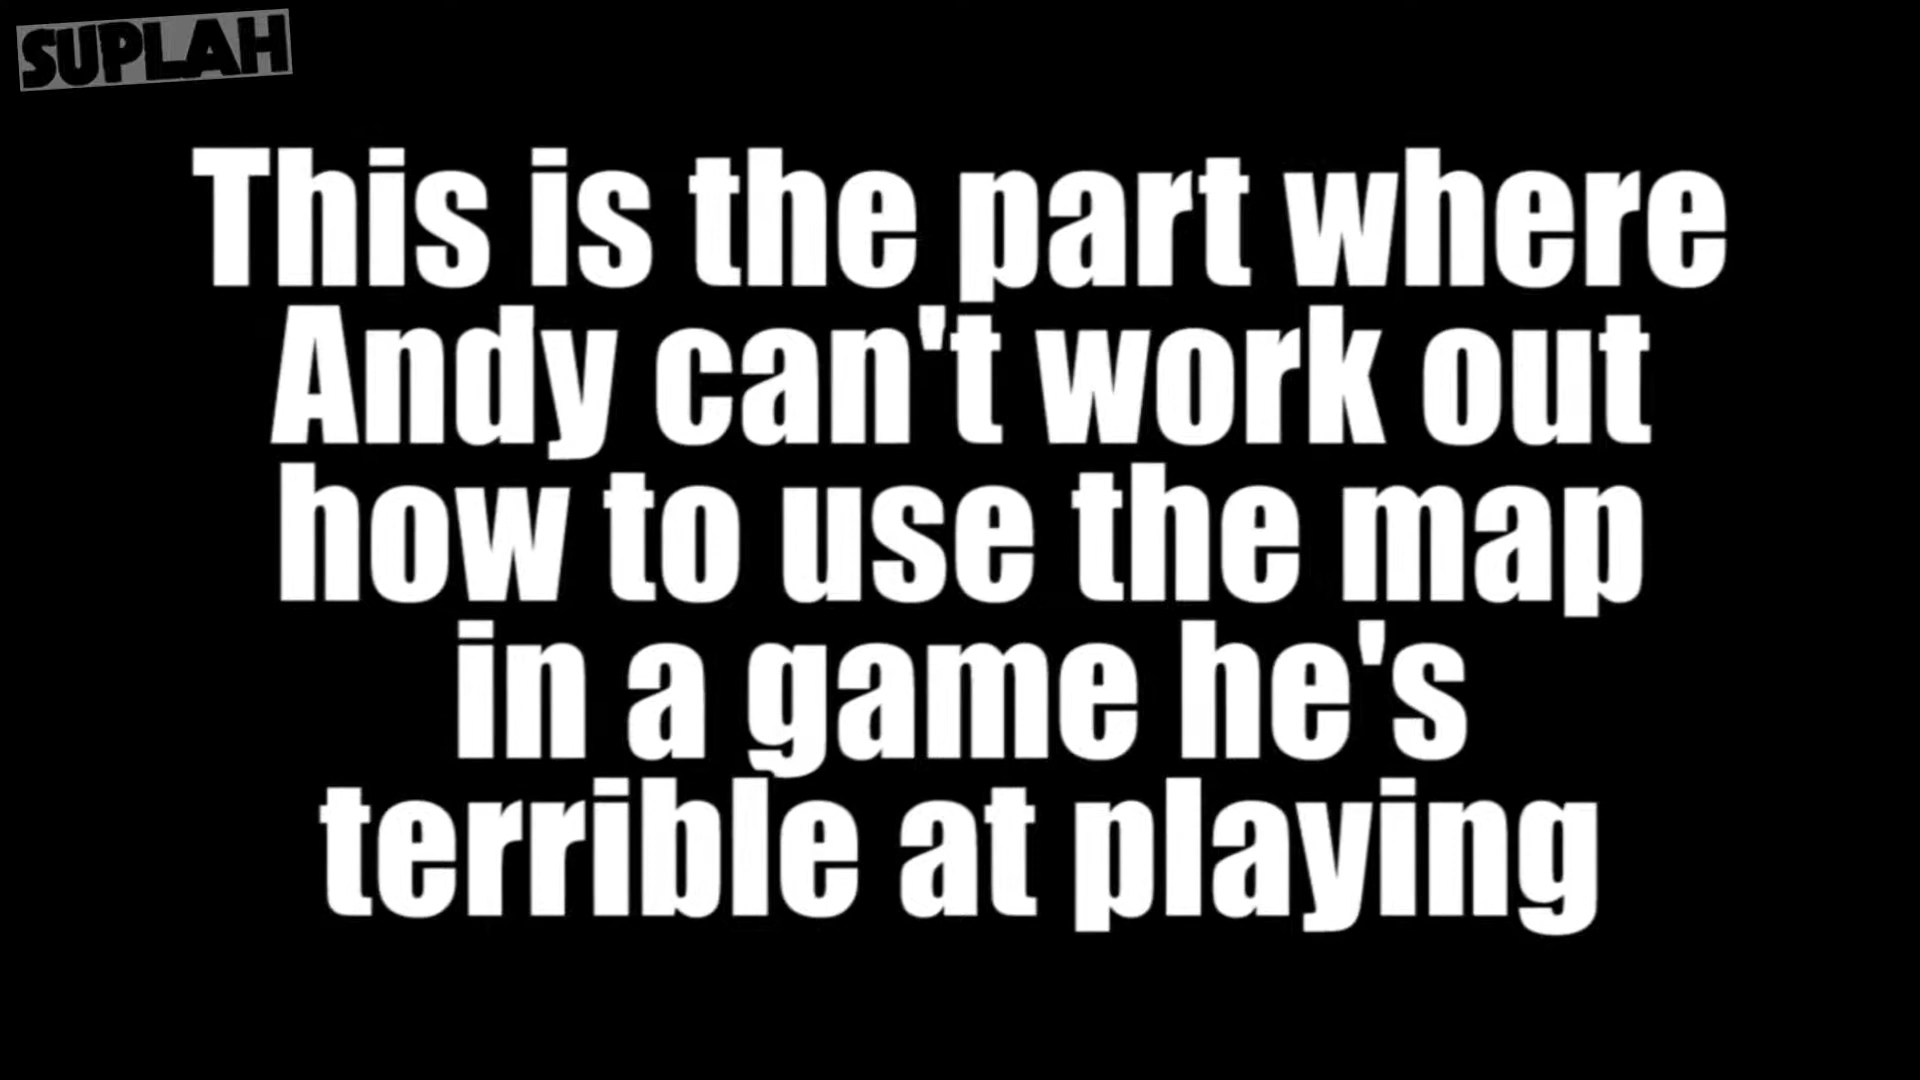 SUPLAH
This is the part where
Andy can't work out
how to use the map
in a game he's
terrible at playing